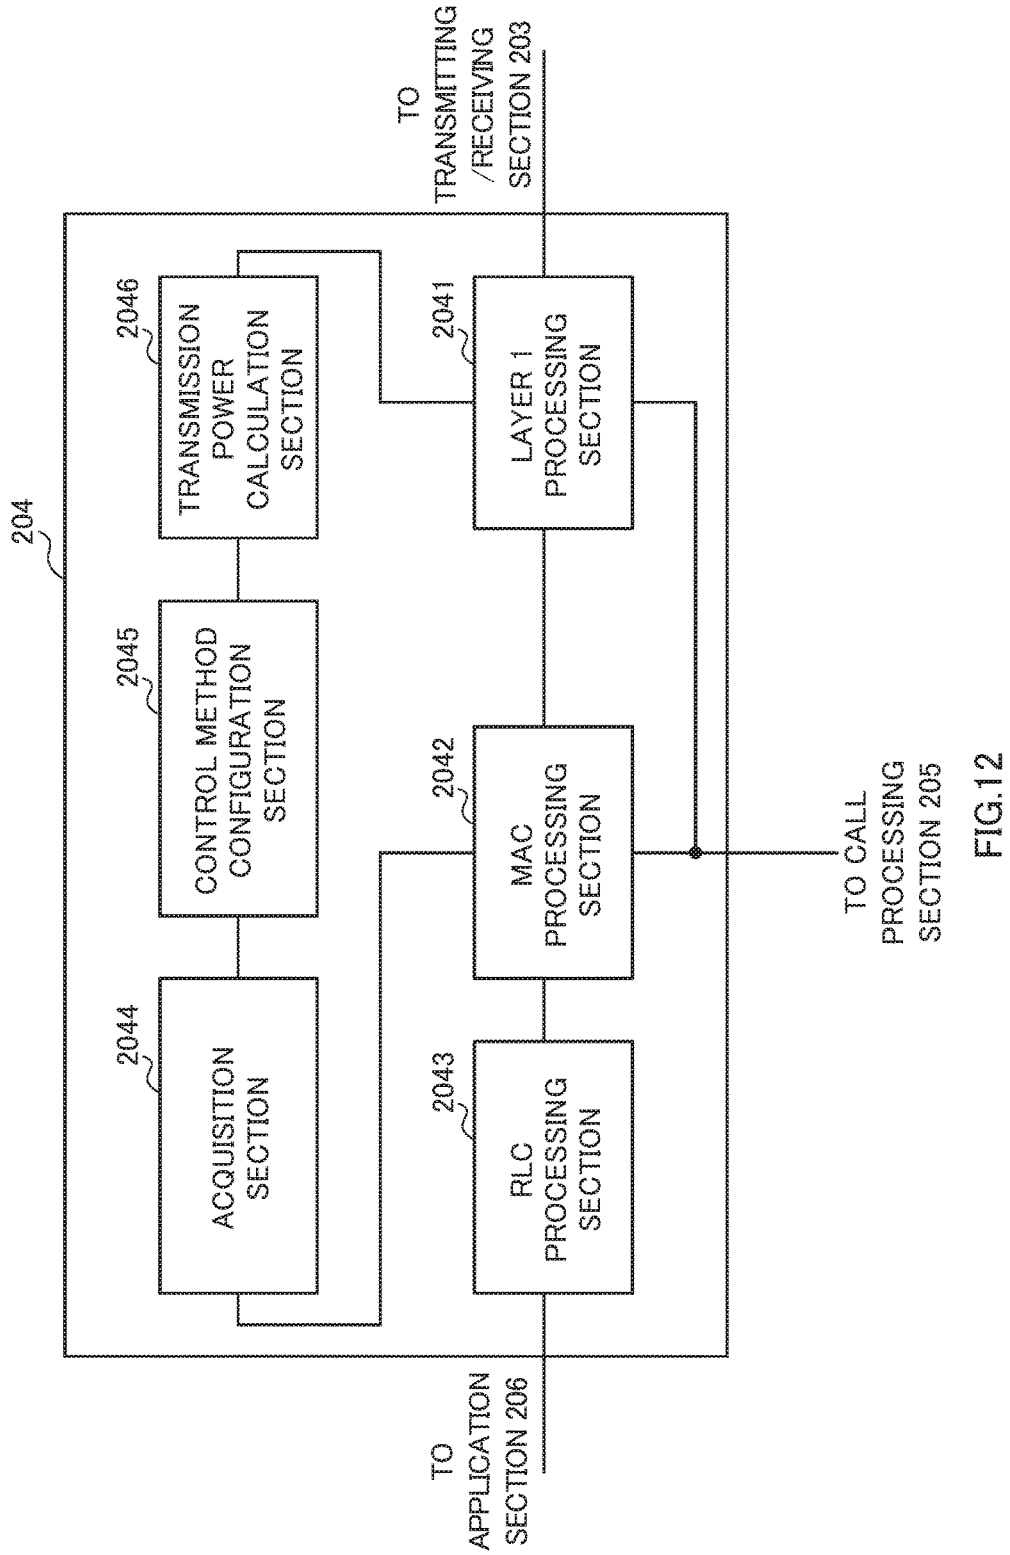 204
2044
ACQUISITION
SECTION
2045
CONTROL METHOD
CONFIGURATION
SECTION
2046
TRANSMISSION
POWER
CALCULATION
SECTION
TO
APPLICATION
SECTION 206
2043
RLC
PROCESSING
SECTION
2042
MAC
PROCESSING
SECTION
2041
LAYER 1
PROCESSING
SECTION
TO
TRANSMITTING
/RECEIVING
SECTION 203
TO CALL
PROCESSING
SECTION 205
FIG.12